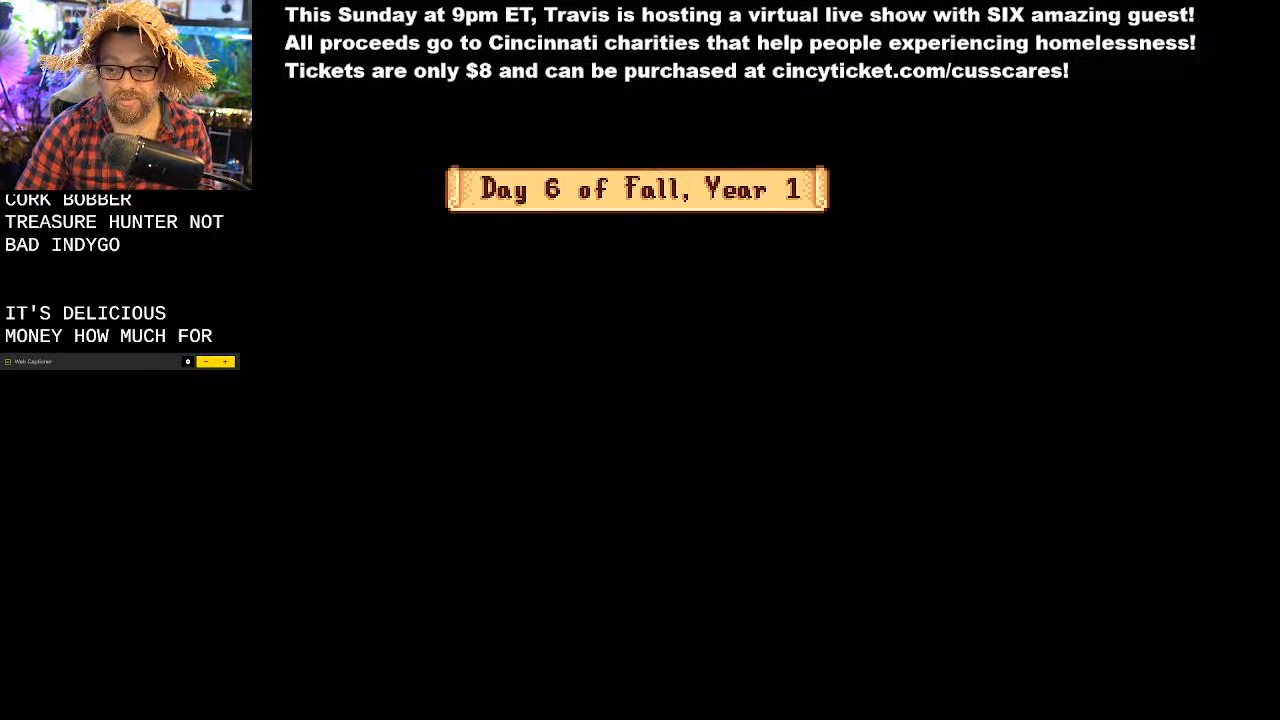 This Sunday at 9pm ET, Travis is hosting a virtual live show with SIX amazing guest!
All proceeds go to Cincinnati charities that help people experiencing homelessness!
Tickets are only $8 and can be purchased at cincyticket.com/cusscares!
Day 6 of Fall, Year 1
CORK BOBBER
TREASURE HUNTER NOT
BAD INDYGO
IT'S DELICIOUS
MONEY HOW MUCH FOR
Web Captioner